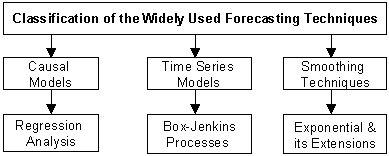 Classification of the Widely Used Forecasting Techniques
Causal
Models
Time Series
Models
Smoothing
Techniques
Regression
Analysis
Box-Jenkins
Processes
Exponential &
its Extensions